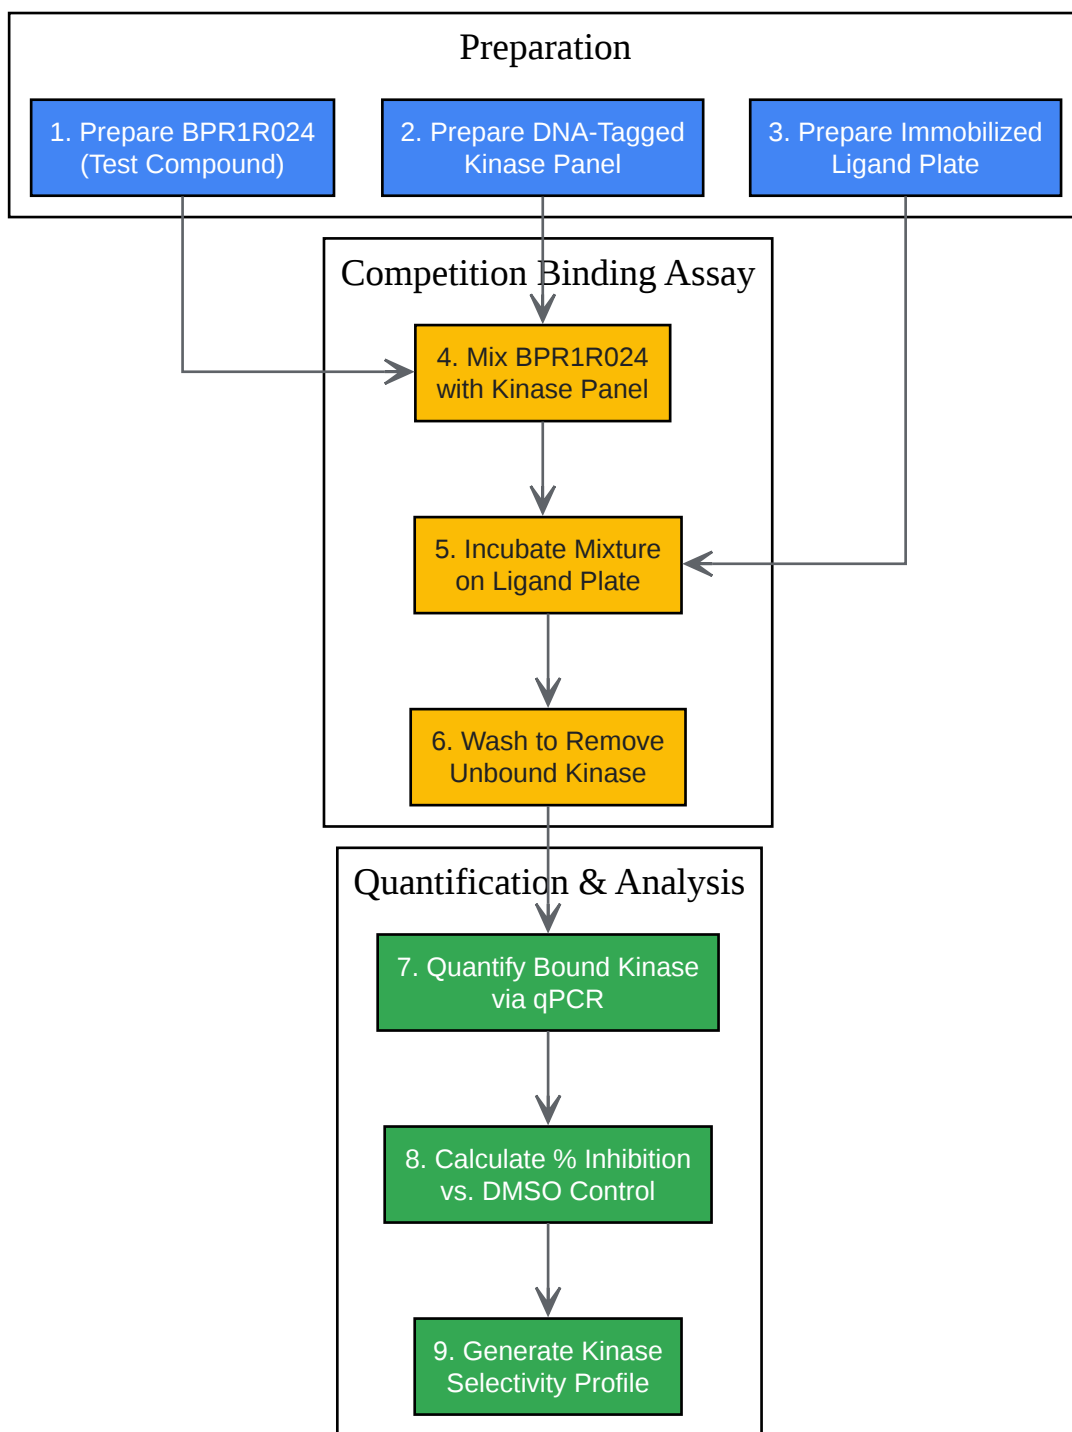 Preparation
1. Prepare BPR1R024
(Test Compound)
2. Prepare DNA-Tagged
Kinase Panel
3. Prepare Immobilized
Ligand Plate
Competition Binding Assay
4. Mix BPR1R024
with Kinase Panel
5. Incubate Mixture
on Ligand Plate
6. Wash to Remove
Unbound Kinase
Quantification & Analysis
7. Quantify Bound Kinase
via qPCR
8. Calculate % Inhibition
vs. DMSO Control
9. Generate Kinase
Selectivity Profile